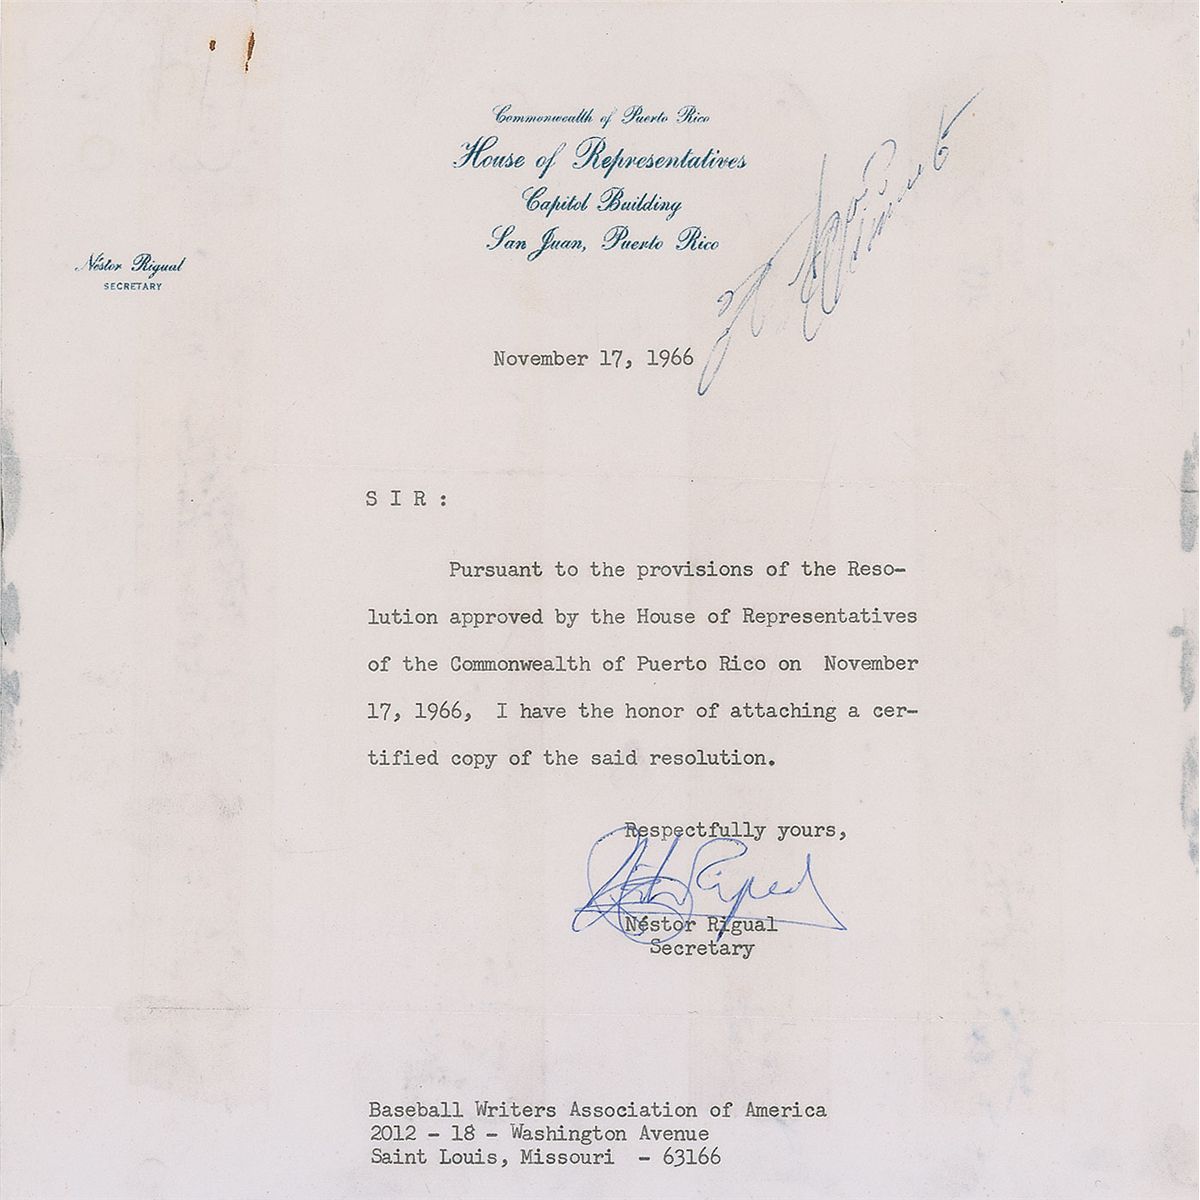 Commonwealth of Puerto Rico
House of Representatives
Capitol Building
San Juan, Puerto Rico
Néstor Rigual
SECRETARY
November 17, 1966
S I R :
Pursuant to the provisions of the Reso-
lution approved by the House of Representatives
of the Commonwealth of Puerto Rico on November
17, 1966, I have the honor of attaching a cer-
tified copy of the said resolution.
Respectfully yours,
Néstor Rigual
Néstor Rigual
Secretary
Baseball Writers Association of America
2012 - 18 - Washington Avenue
Saint Louis, Missouri - 63166